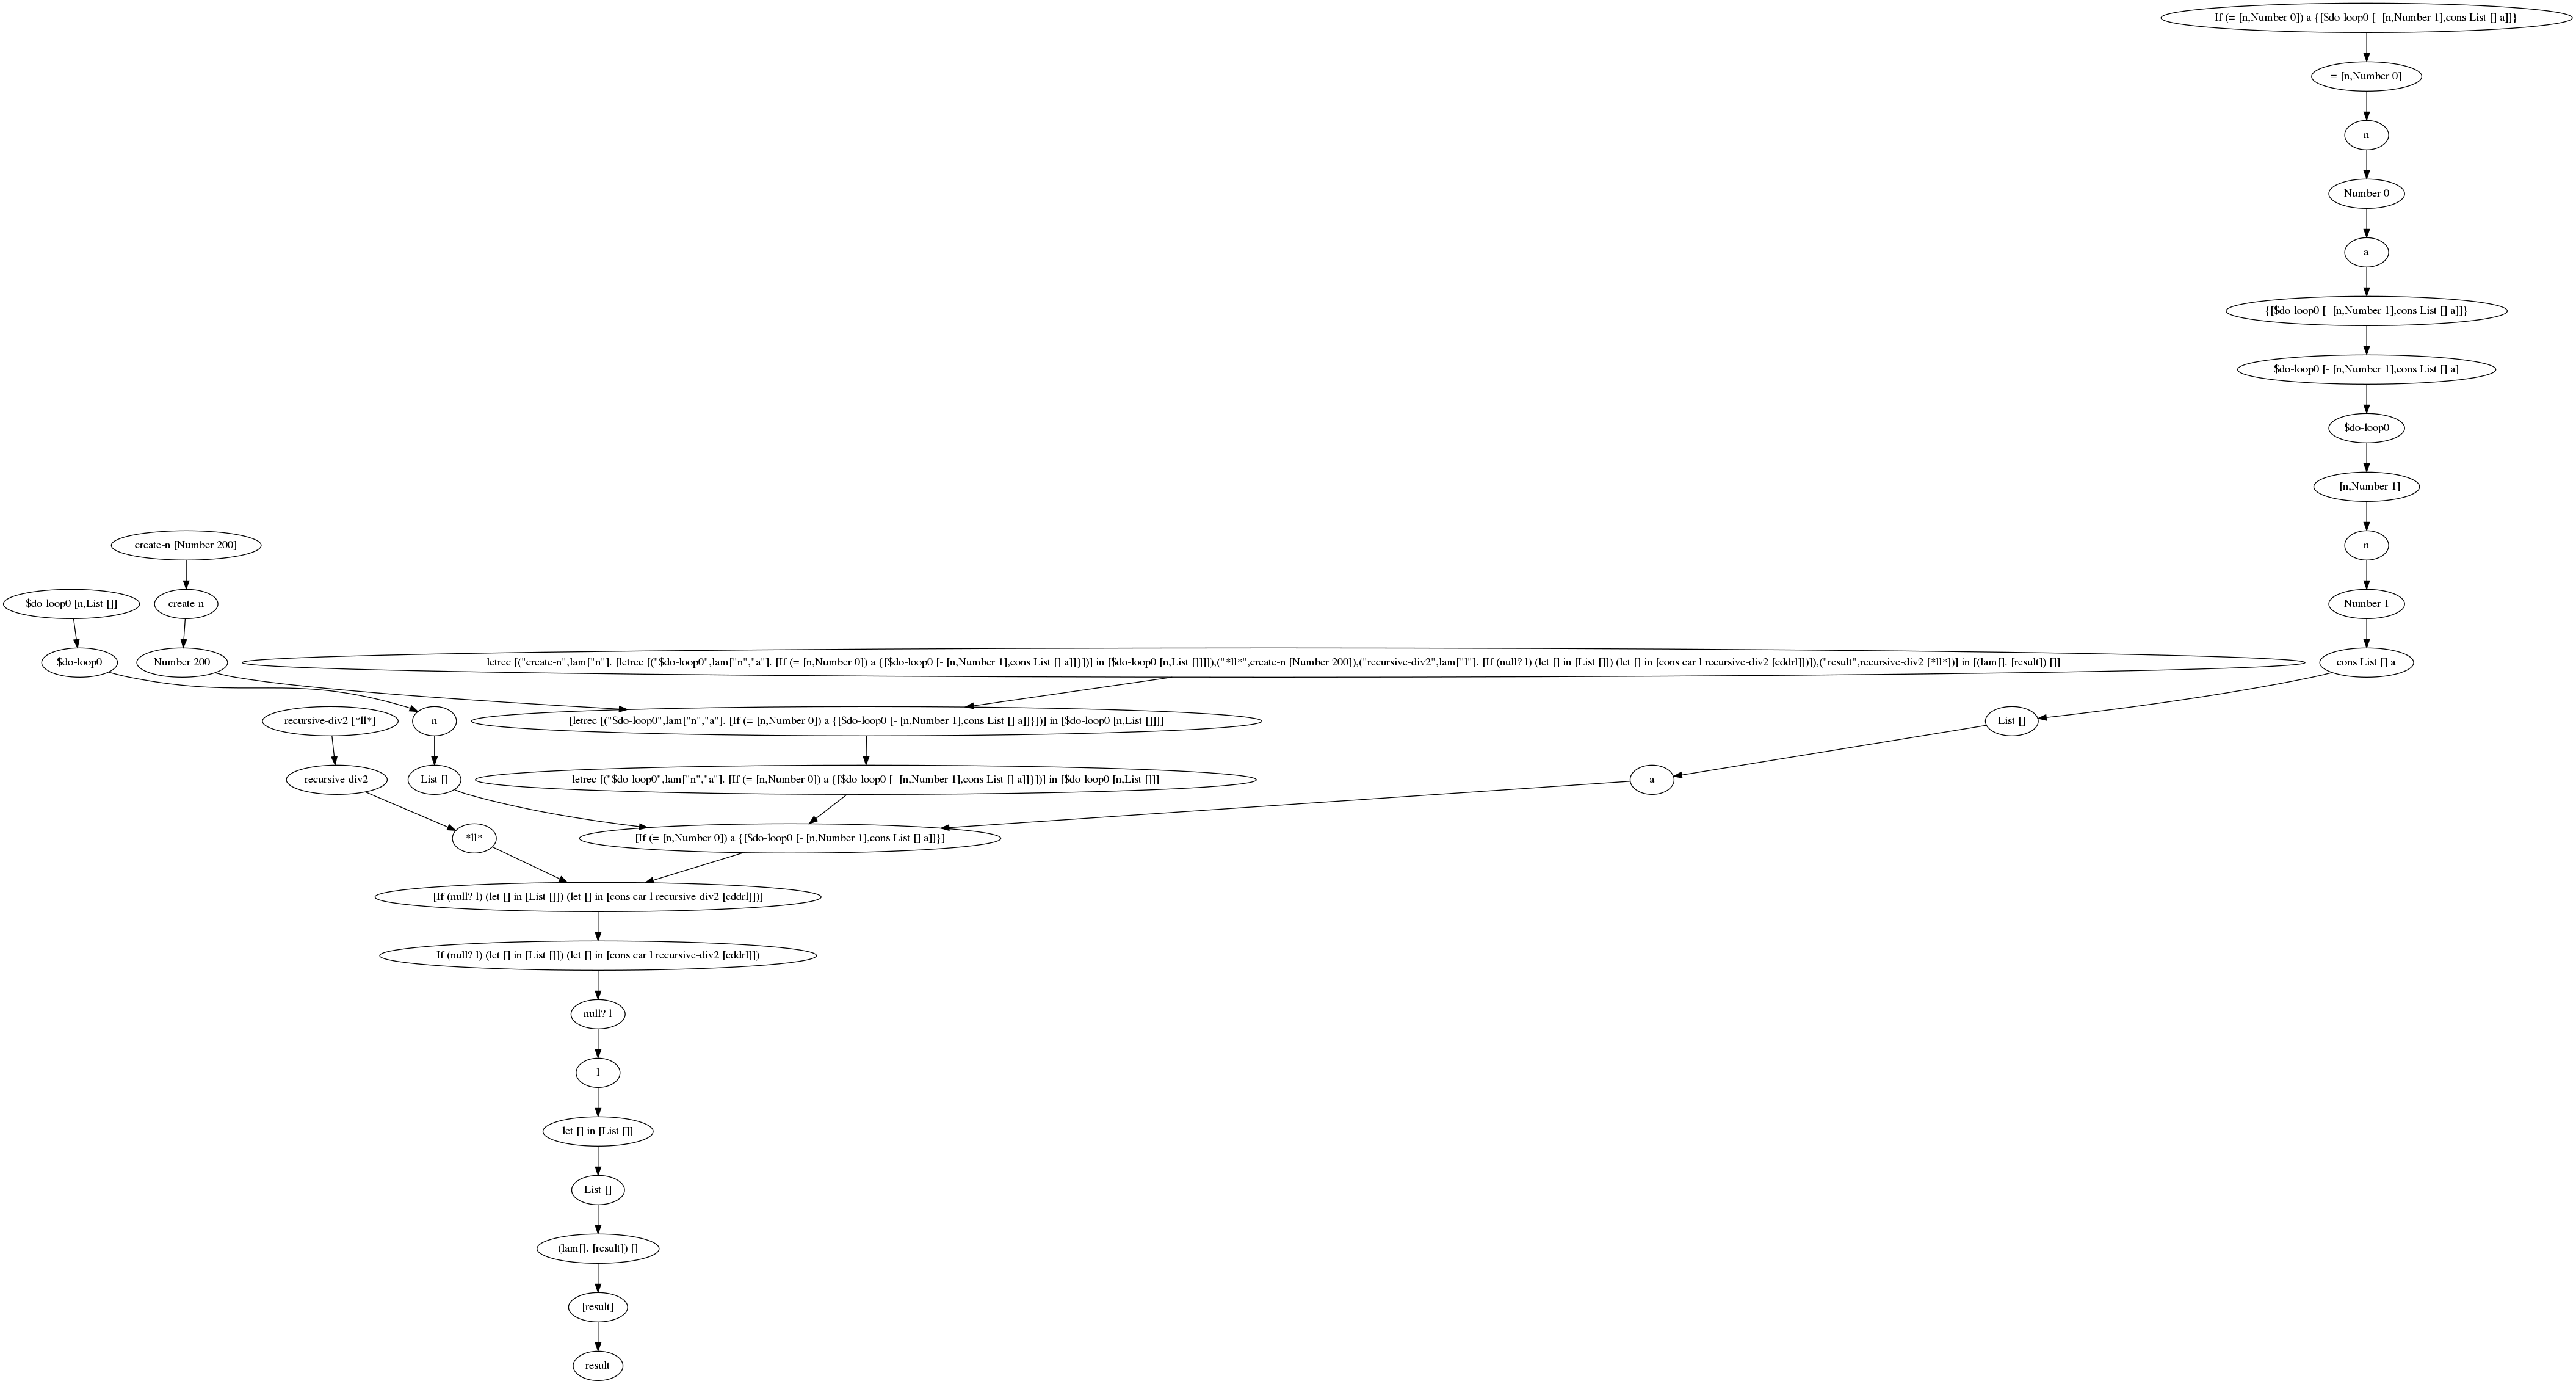 If (= [n,Number 0]) a {[$do-loop0 [- [n,Number 1],cons List [] a]]}
= [n,Number 0]
n
Number 0
a
{[$do-loop0 [- [n,Number 1],cons List [] a]]}
$do-loop0 [- [n,Number 1],cons List [] a]
$do-loop0
- [n,Number 1]
create-n [Number 200]
n
$do-loop0 [n,List []]
create-n
Number 1
$do-loop0
Number 200
letrec [("create-n",lam["n"]. [letrec [("$do-loop0",lam["n","a"]. [If (= [n,Number 0]) a {[$do-loop0 [- [n,Number 1],cons List [] a]]}])] in [$do-loop0 [n,List []]]]),("*ll*",create-n [Number 200]),("recursive-div2",lam["l"]. [If (null? l) (let [] in [List []]) (let [] in [cons car l recursive-div2 [cddrl]])]),("result",recursive-div2 [*ll*])] in [(lam[]. [result]) []]
cons List [] a
recursive-div2 [*ll*]
n
[letrec [("$do-loop0",lam["n","a"]. [If (= [n,Number 0]) a {[$do-loop0 [- [n,Number 1],cons List [] a]]}])] in [$do-loop0 [n,List []]]]
List []
recursive-div2
List []
letrec [("$do-loop0",lam["n","a"]. [If (= [n,Number 0]) a {[$do-loop0 [- [n,Number 1],cons List [] a]]}])] in [$do-loop0 [n,List []]]
a
*ll*
[If (= [n,Number 0]) a {[$do-loop0 [- [n,Number 1],cons List [] a]]}]
[If (null? l) (let [] in [List []]) (let [] in [cons car l recursive-div2 [cddrl]])]
If (null? l) (let [] in [List []]) (let [] in [cons car l recursive-div2 [cddrl]])
null? l
l
let [] in [List []]
List []
(lam[]. [result]) []
[result]
result